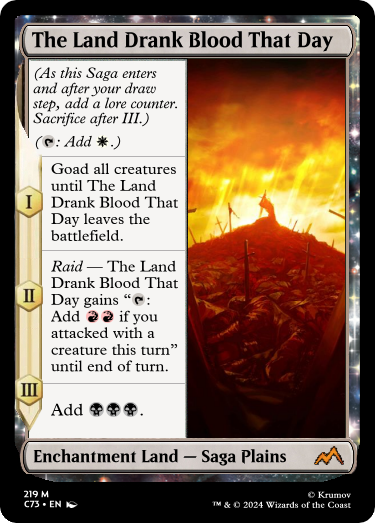 The Land Drank Blood That Day
(As this Saga enters
and after your draw
step, add a lore counter.
Sacrifice after III.)
(: Add .)
I
Goad all creatures
until The Land
Drank Blood That
Day leaves the
battlefield.
II
Raid — The Land
Drank Blood That
Day gains “:
Add if you
attacked with a
creature this turn”
until end of turn.
III
Add .
Enchantment Land — Saga Plains
219 M
C73 • EN
© Krumov
™ & © 2024 Wizards of the Coast